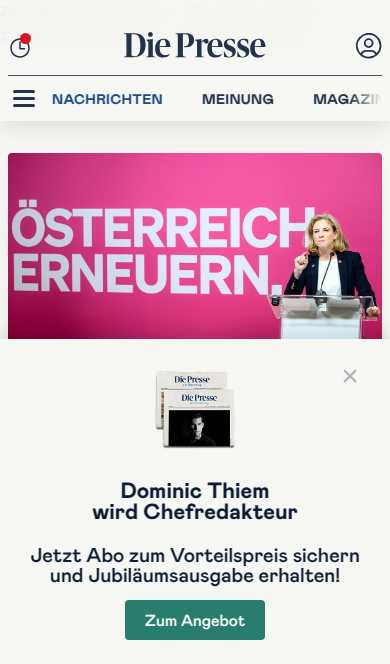 Die Presse
NACHRICHTEN MEINUNG MAGAZIN
ÖSTERREICH
ERNEUERN.
Die Presse
Die Presse
Dominic Thiem
wird Chefredakteur
Jetzt Abo zum Vorteilspreis sichern
und Jubiläumsausgabe erhalten!
Zum Angebot